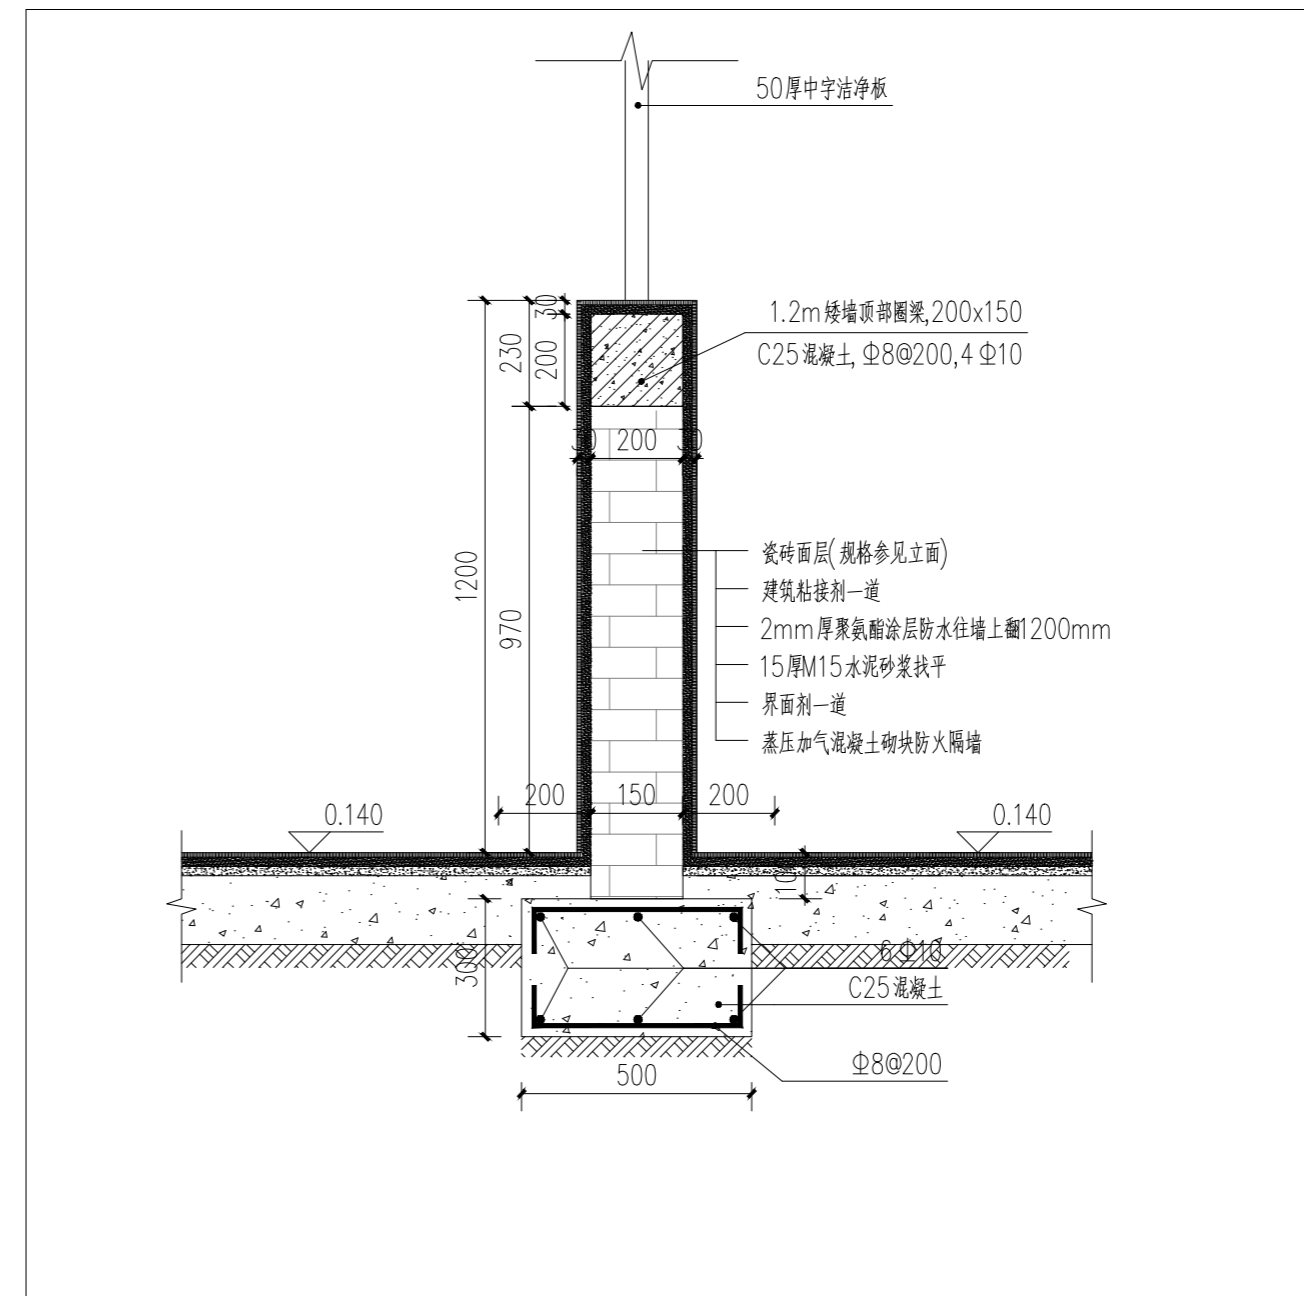 50厚中字洁净板
1.2m矮墙顶部圈梁,200x150
C25混凝土, Φ8@200,4Φ10
30
230
200
30 200 30
1200
970
瓷砖面层(规格参见立面)
建筑粘接剂一道
2mm厚聚氨酯涂层防水往墙上翻1200mm
15厚M15水泥砂浆找平
界面剂一道
蒸压加气混凝土砌块防火隔墙
200 150 200
0.140
0.140
300
6Φ10
C25混凝土
Φ8@200
500